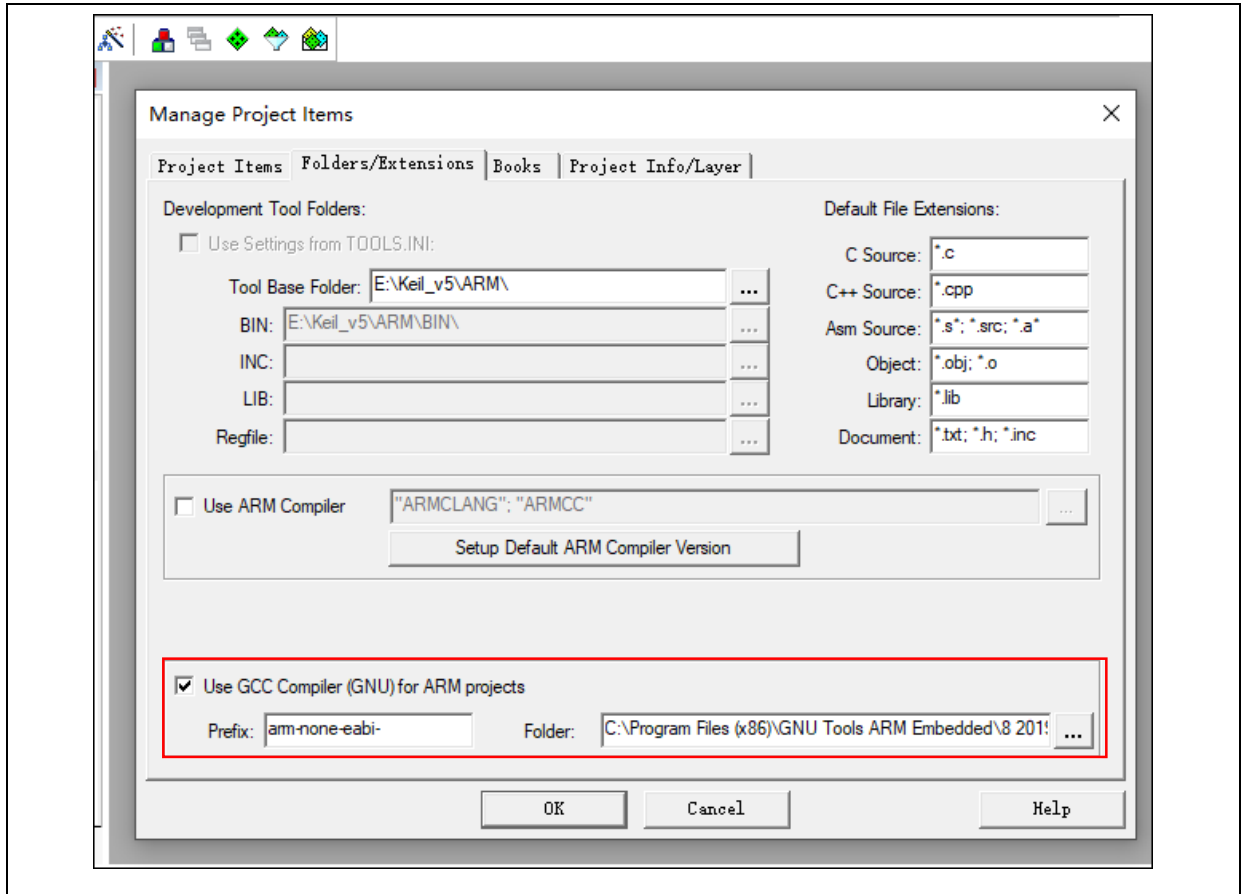 Manage Project Items
Project Items Folders/Extensions Books Project Info/Layer
Development Tool Folders: Default File Extensions:
Use Settings from TOOLS.INI:
C Source: *.c
Tool Base Folder: E:\Keil_v5\ARM\ ...
C++ Source: *.cpp
BIN: E:\Keil_v5\ARM\BIN\ ...
Asm Source: *.s*; *.src; *.a*
INC: ...
Object: *.obj; *.o
LIB: ...
Library: *.lib
Regfile: ...
Document: *.txt; *.h; *.inc
Use ARM Compiler "ARMCLANG"; "ARMCC" ...
Setup Default ARM Compiler Version
Use GCC Compiler (GNU) for ARM projects
Prefix: arm-none-eabi- Folder: C:\Program Files (x86)\GNU Tools ARM Embedded\8 201 ...
OK Cancel Help